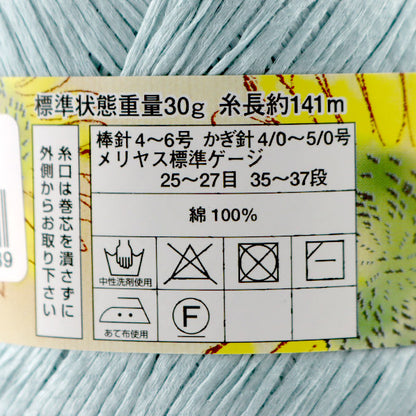 標準状態重量30g 糸長約141m
棒針4～6号 かぎ針4/0～5/0号
メリヤス標準ゲージ
25～27目 35～37段
綿100%
中性洗剤使用
あて布使用
F
糸口は巻芯を潰さずに
外側からお取り下さい
39